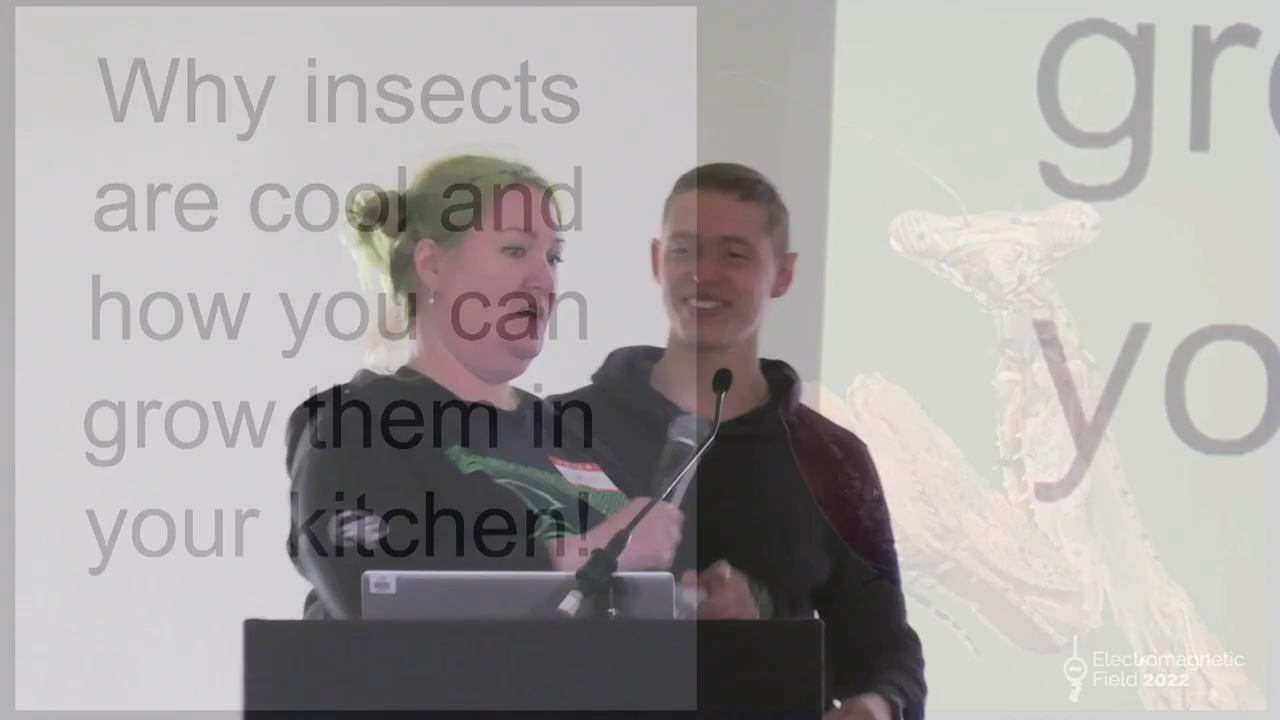 Why insects
are cool and
how you can
grow them in
your kitchen!
gr
yo
Electromagnetic
Field 2022